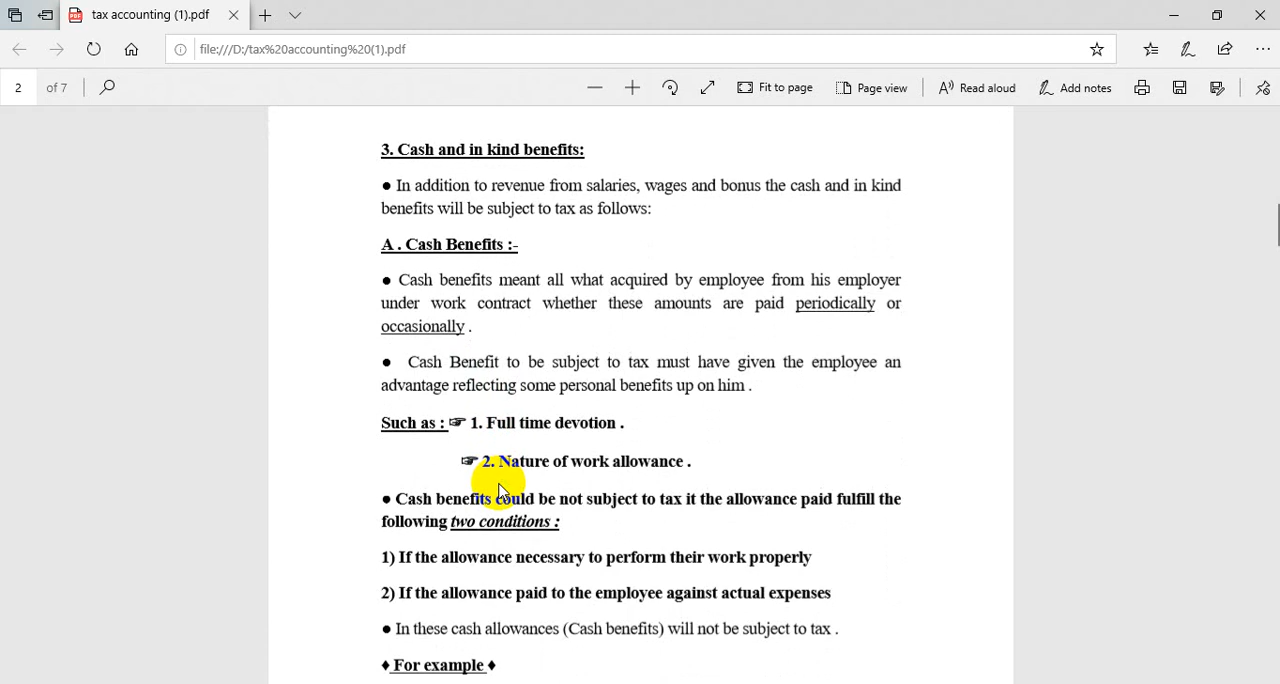 tax accounting (1).pdf
file:///D:/tax%20accounting%20(1).pdf
2 of 7
Fit to page
Page view
Read aloud
Add notes
3. Cash and in kind benefits:
● In addition to revenue from salaries, wages and bonus the cash and in kind
benefits will be subject to tax as follows:
A . Cash Benefits :-
● Cash benefits meant all what acquired by employee from his employer
under work contract whether these amounts are paid periodically or
occasionally .
● Cash Benefit to be subject to tax must have given the employee an
advantage reflecting some personal benefits up on him .
Such as : ☞ 1. Full time devotion .
☞ 2. Nature of work allowance .
● Cash benefits could be not subject to tax it the allowance paid fulfill the
following two conditions :
1) If the allowance necessary to perform their work properly
2) If the allowance paid to the employee against actual expenses
● In these cash allowances (Cash benefits) will not be subject to tax .
♦ For example ♦